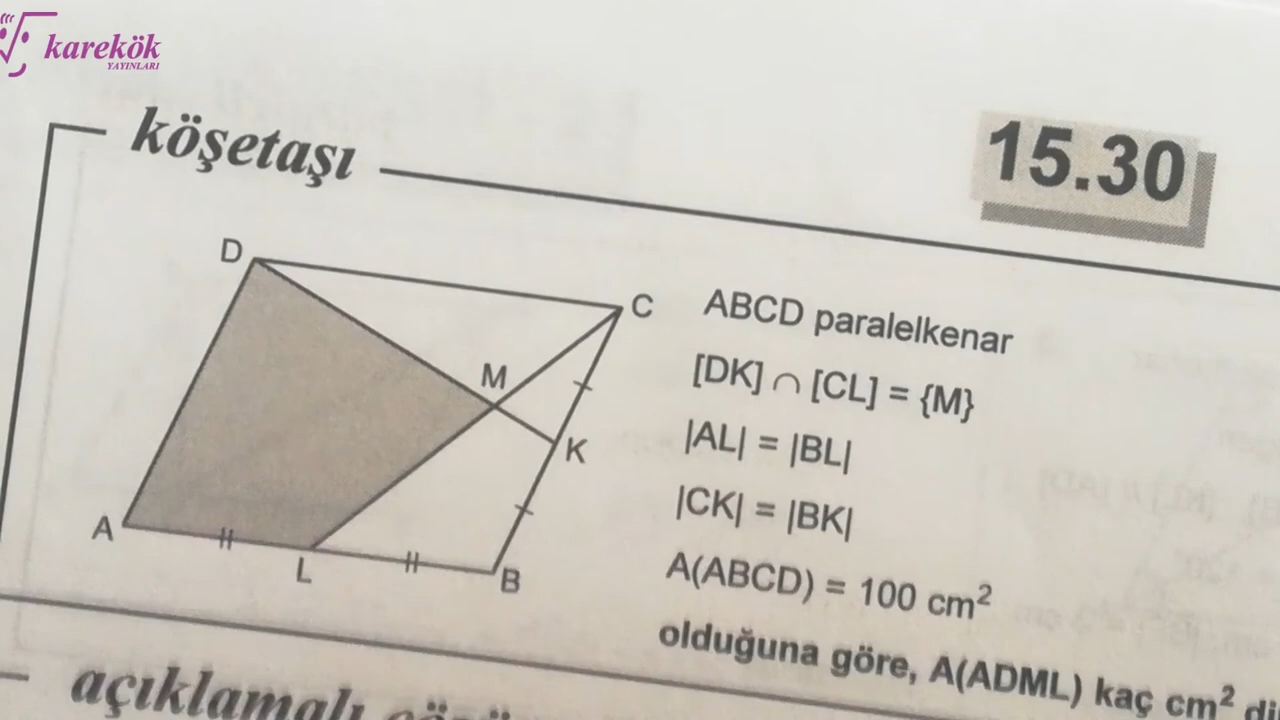 karekök
YAYINLARI
köşetaşı
15.30
D
C
M
K
A
L
B
ABCD paralelkenar
[DK] ∩ [CL] = {M}
|AL| = |BL|
|CK| = |BK|
A(ABCD) = 100 cm²
olduğuna göre, A(ADML) kaç cm² di
açıklamalı